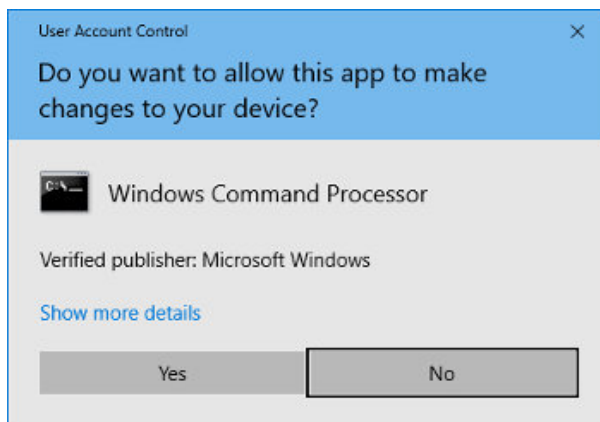 User Account Control
Do you want to allow this app to make
changes to your device?
C:\_
Windows Command Processor
Verified publisher: Microsoft Windows
Show more details
Yes
No